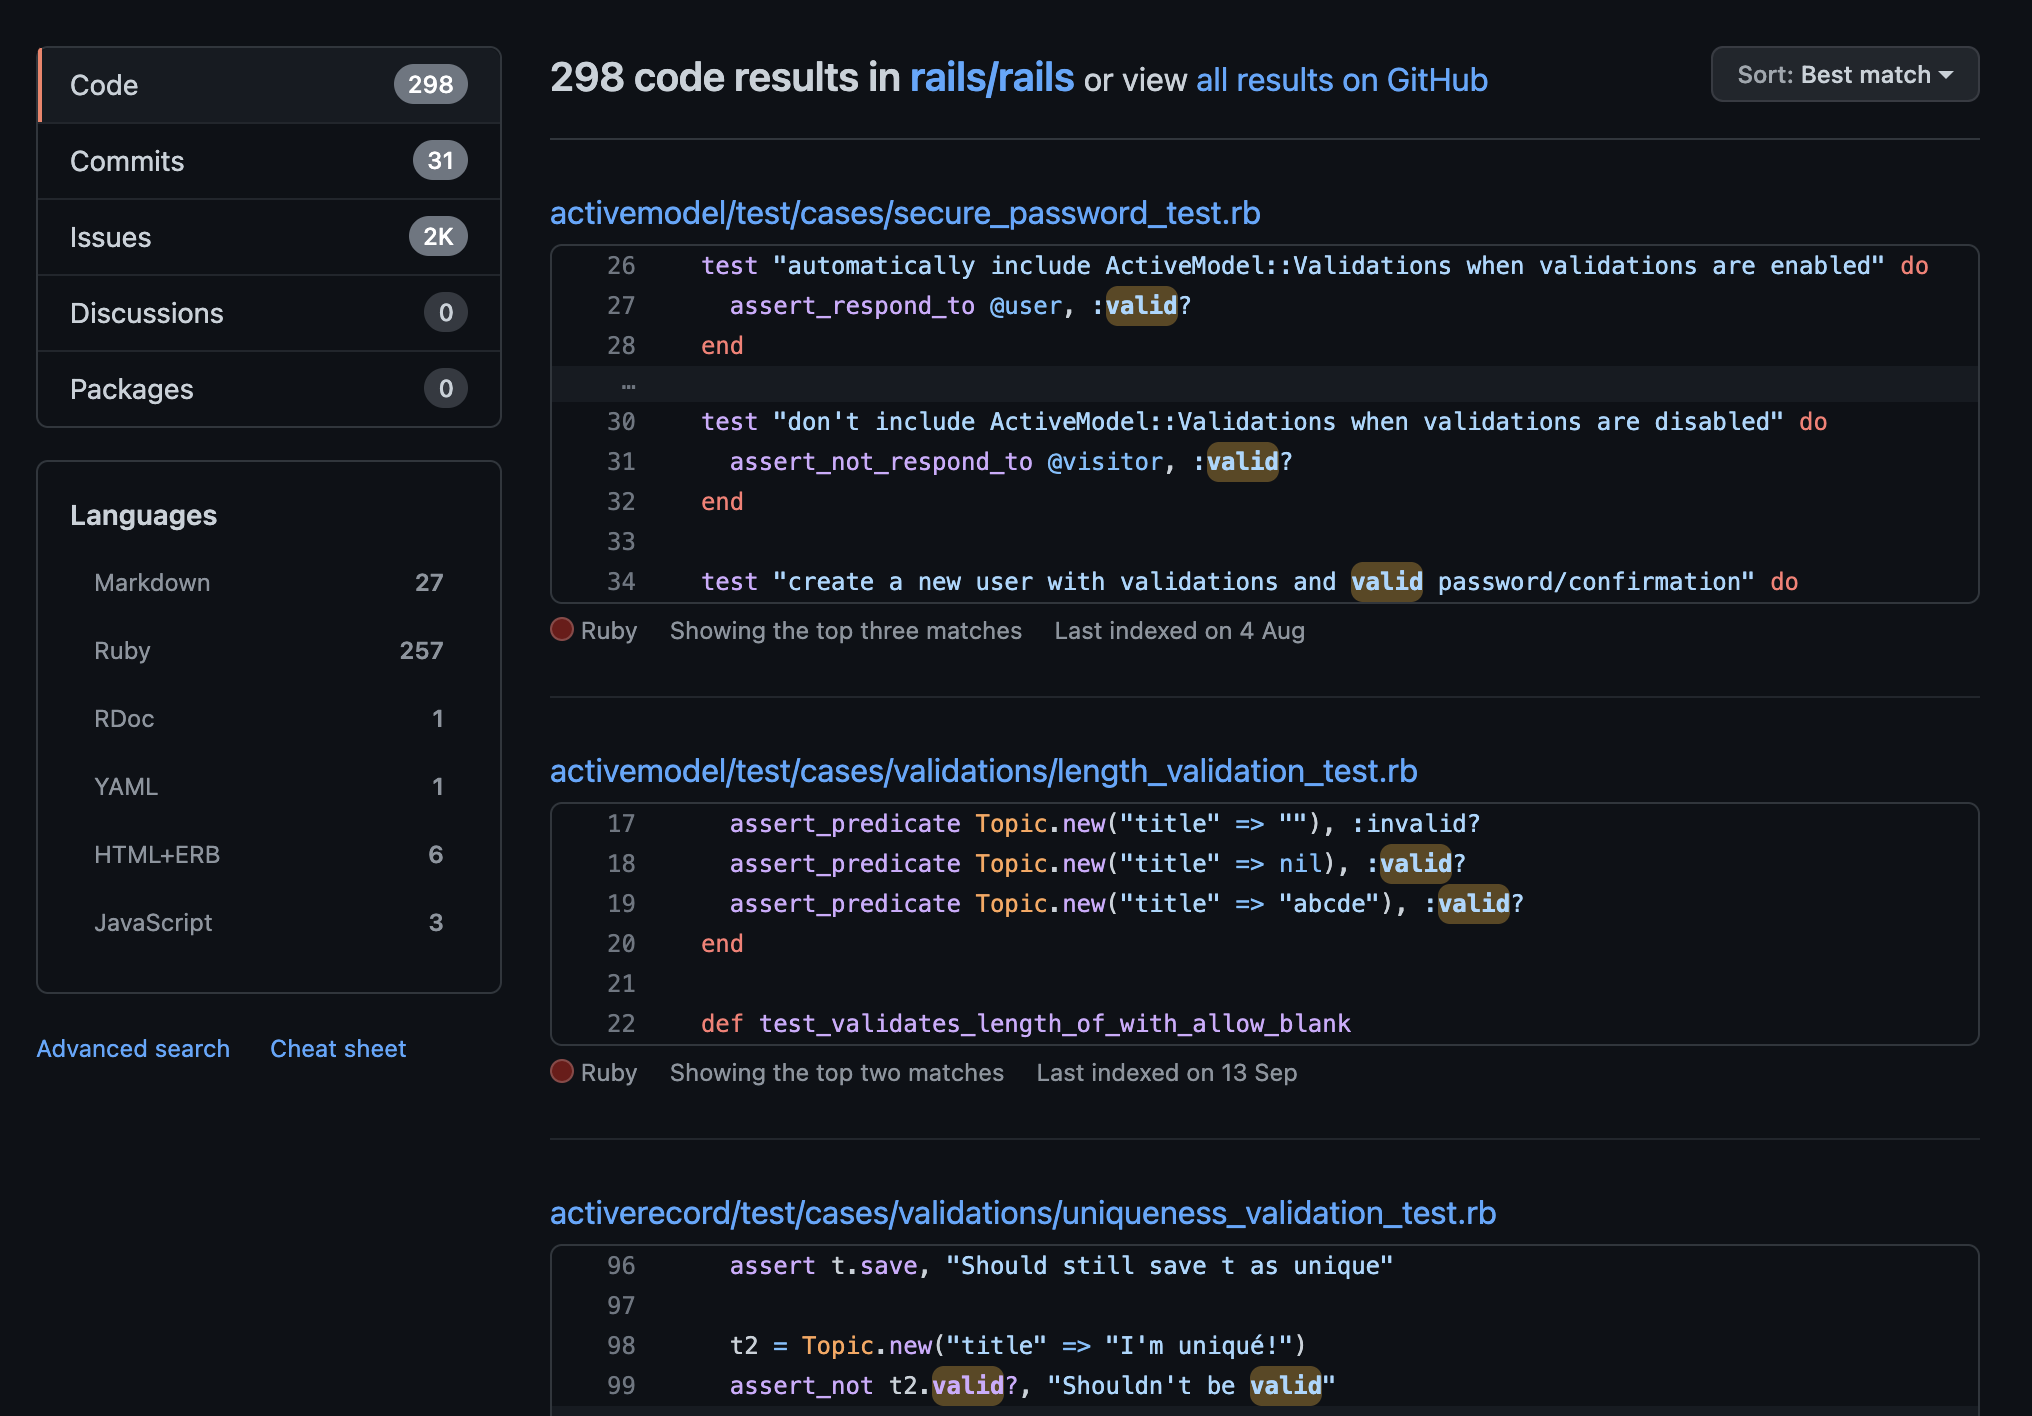 Code 298
Commits 31
Issues 2K
Discussions 0
Packages 0
Languages
Markdown 27
Ruby 257
RDoc 1
YAML 1
HTML+ERB 6
JavaScript 3
Advanced search Cheat sheet
298 code results in rails/rails or view all results on GitHub
Sort: Best match
activemodel/test/cases/secure_password_test.rb
26 test "automatically include ActiveModel::Validations when validations are enabled" do
27 assert_respond_to @user, :valid?
28 end
…
30 test "don't include ActiveModel::Validations when validations are disabled" do
31 assert_not_respond_to @visitor, :valid?
32 end
33
34 test "create a new user with validations and valid password/confirmation" do
Ruby Showing the top three matches Last indexed on 4 Aug
activemodel/test/cases/validations/length_validation_test.rb
17 assert_predicate Topic.new("title" => ""), :invalid?
18 assert_predicate Topic.new("title" => nil), :valid?
19 assert_predicate Topic.new("title" => "abcde"), :valid?
20 end
21
22 def test_validates_length_of_with_allow_blank
Ruby Showing the top two matches Last indexed on 13 Sep
activerecord/test/cases/validations/uniqueness_validation_test.rb
96 assert t.save, "Should still save t as unique"
97
98 t2 = Topic.new("title" => "I'm uniqué!")
99 assert_not t2.valid?, "Shouldn't be valid"